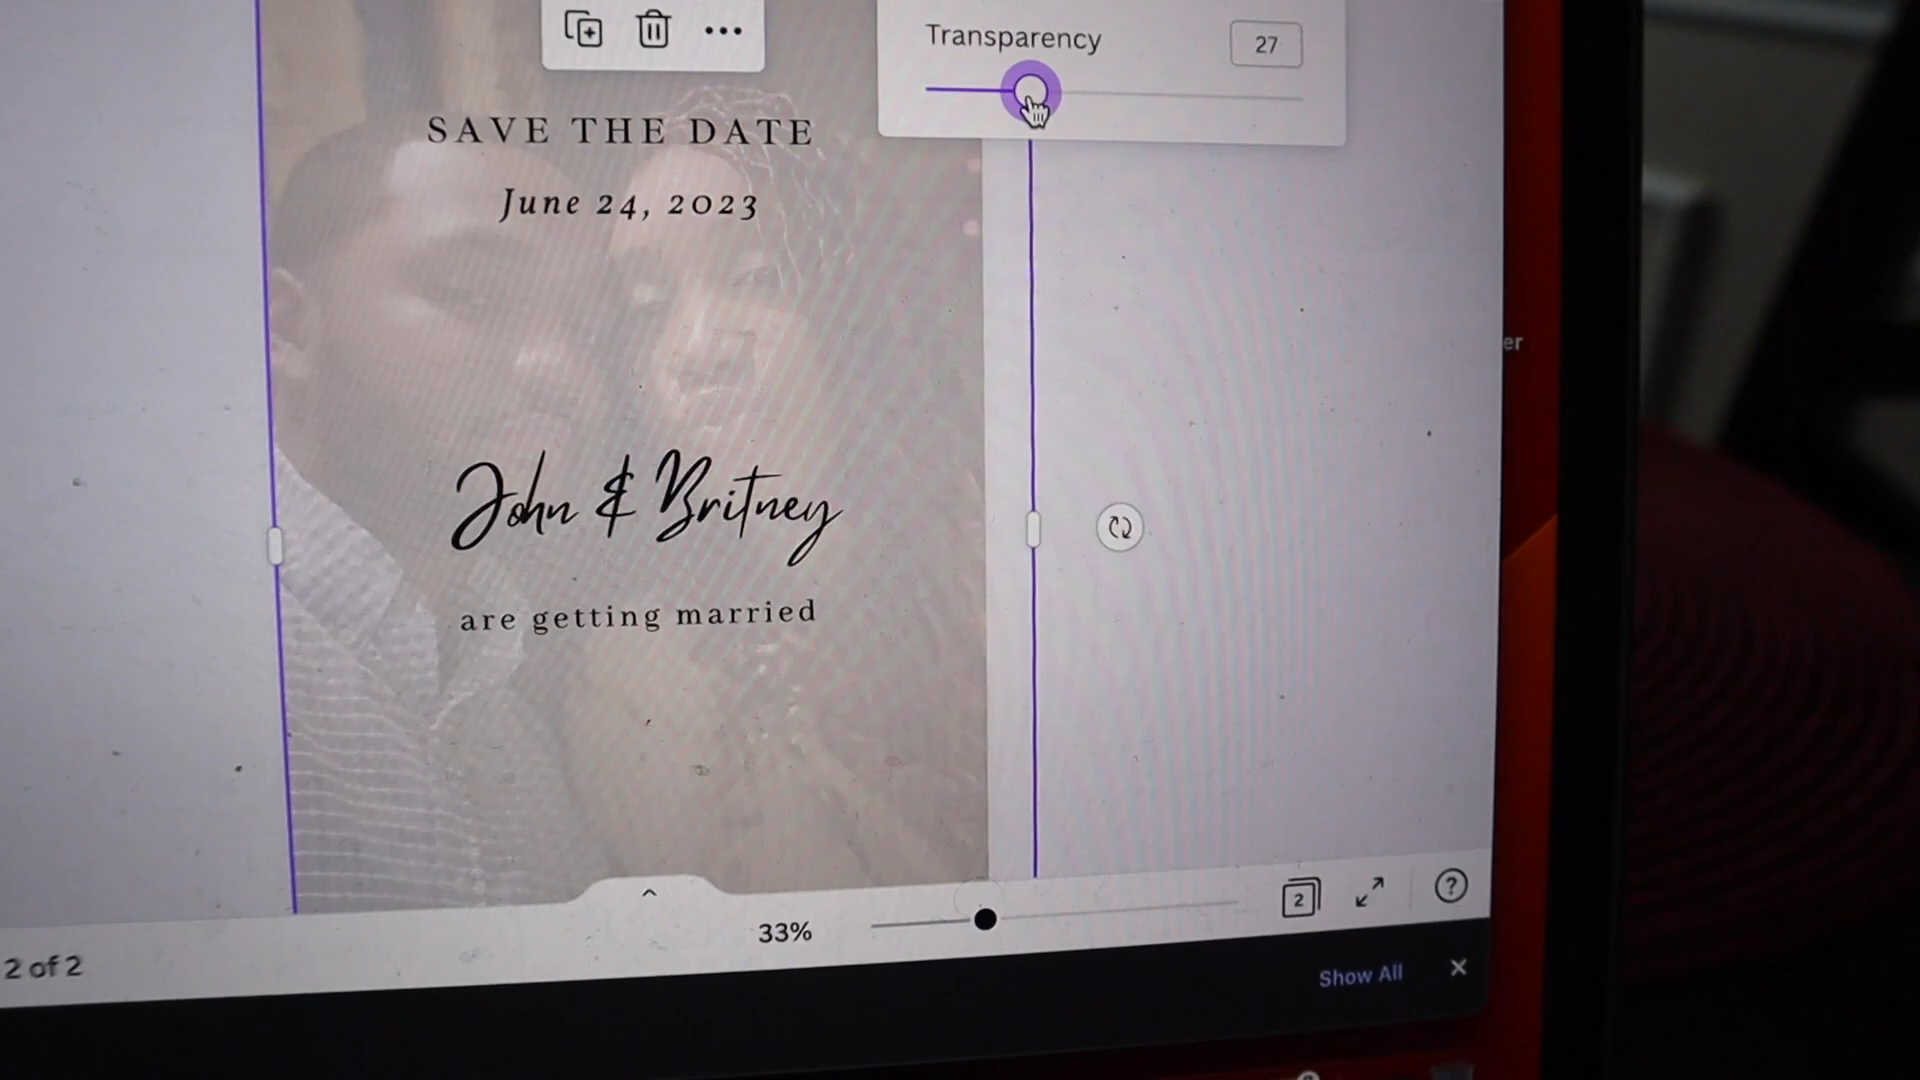 Transparency
27
SAVE THE DATE
June 24, 2023
John & Britney
are getting married
er
33%
2
?
2 of 2
Show All